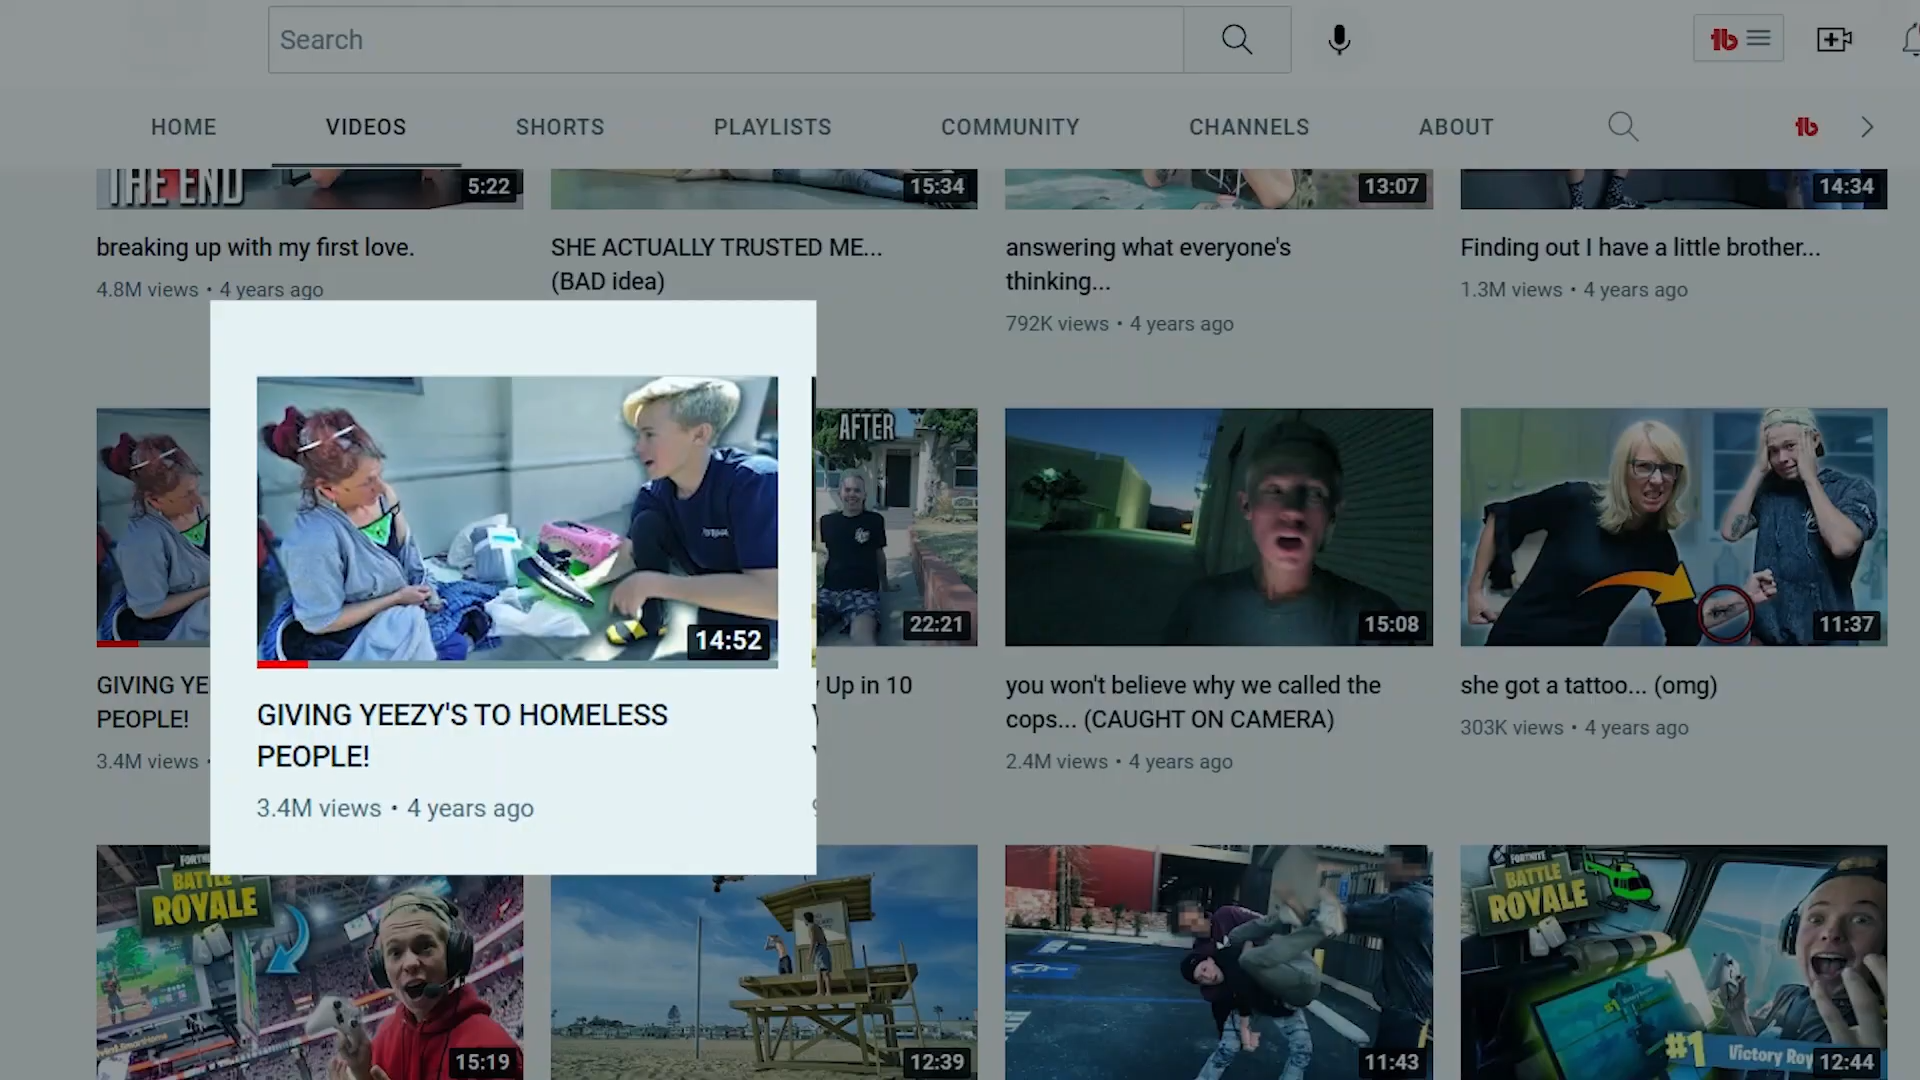 Search
HOME
VIDEOS
SHORTS
PLAYLISTS
COMMUNITY
CHANNELS
ABOUT
THE END
5:22
15:34
13:07
14:34
breaking up with my first love.
4.8M views • 4 years ago
SHE ACTUALLY TRUSTED ME...
(BAD idea)
answering what everyone's
thinking...
792K views • 4 years ago
Finding out I have a little brother...
1.3M views • 4 years ago
GIVING YE
PEOPLE!
3.4M views •
14:52
GIVING YEEZY'S TO HOMELESS
PEOPLE!
3.4M views • 4 years ago
AFTER
22:21
Up in 10
15:08
you won't believe why we called the
cops... (CAUGHT ON CAMERA)
2.4M views • 4 years ago
11:37
she got a tattoo... (omg)
303K views • 4 years ago
BATTLE
ROYALE
15:19
12:39
11:43
FORTNITE
BATTLE
ROYALE
#1
Victory Roy
12:44